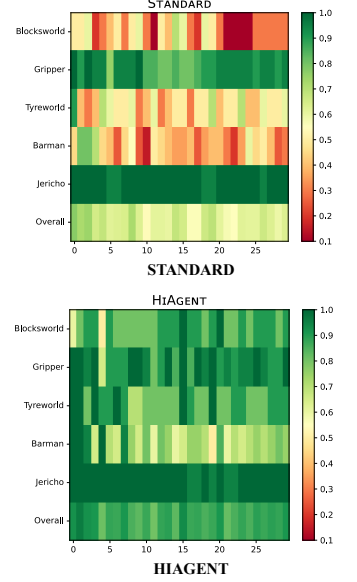 STANDARD
Blocksworld
Gripper
Tyreworld
Barman
Jericho
Overall
0 5 10 15 20 25
1.0
0.9
0.8
0.7
0.6
0.5
0.4
0.3
0.2
0.1
STANDARD
HIAGENT
Blocksworld
Gripper
Tyreworld
Barman
Jericho
Overall
0 5 10 15 20 25
1.0
0.9
0.8
0.7
0.6
0.5
0.4
0.3
0.2
0.1
HIAGENT